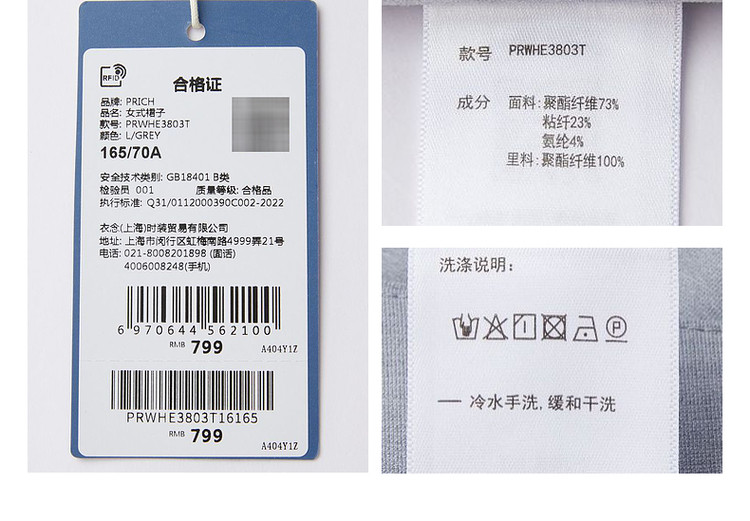 RFID
合格证
品牌: PRICH
品名: 女式裙子
款号: PRWHE3803T
颜色: L/GREY
165/70A
安全技术类别: GB18401 B类
检验员 001 质量等级: 合格品
执行标准: Q31/0112000390C002-2022
衣念(上海)时装贸易有限公司
地址: 上海市闵行区虹梅南路4999弄21号
电话: 021-8008201898 (固话)
4006008248(手机)
6 970644 562100
RMB 799 A404Y1Z
PRWHE3803T16165
RMB 799
A404Y1Z
款号 PRWHE3803T
成分 面料:聚酯纤维73%
粘纤23%
氨纶4%
里料:聚酯纤维100%
洗涤说明:
P
— 冷水手洗,缓和干洗